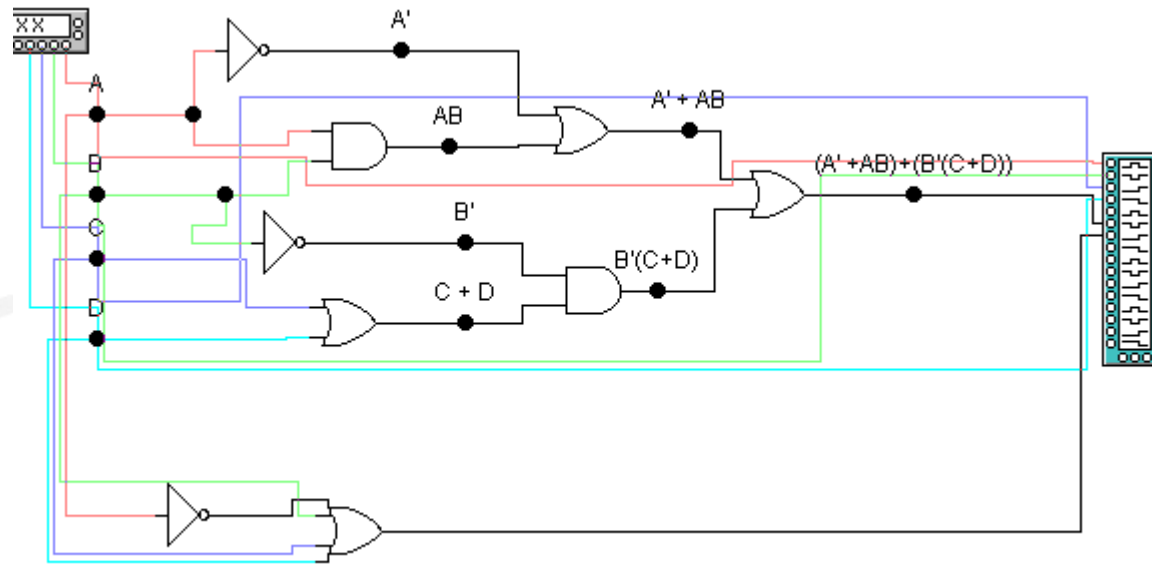 XX
A'
A
AB
A' + AB
B
(A' +AB)+(B'(C+D))
C
B'
B'(C+D)
C + D
D